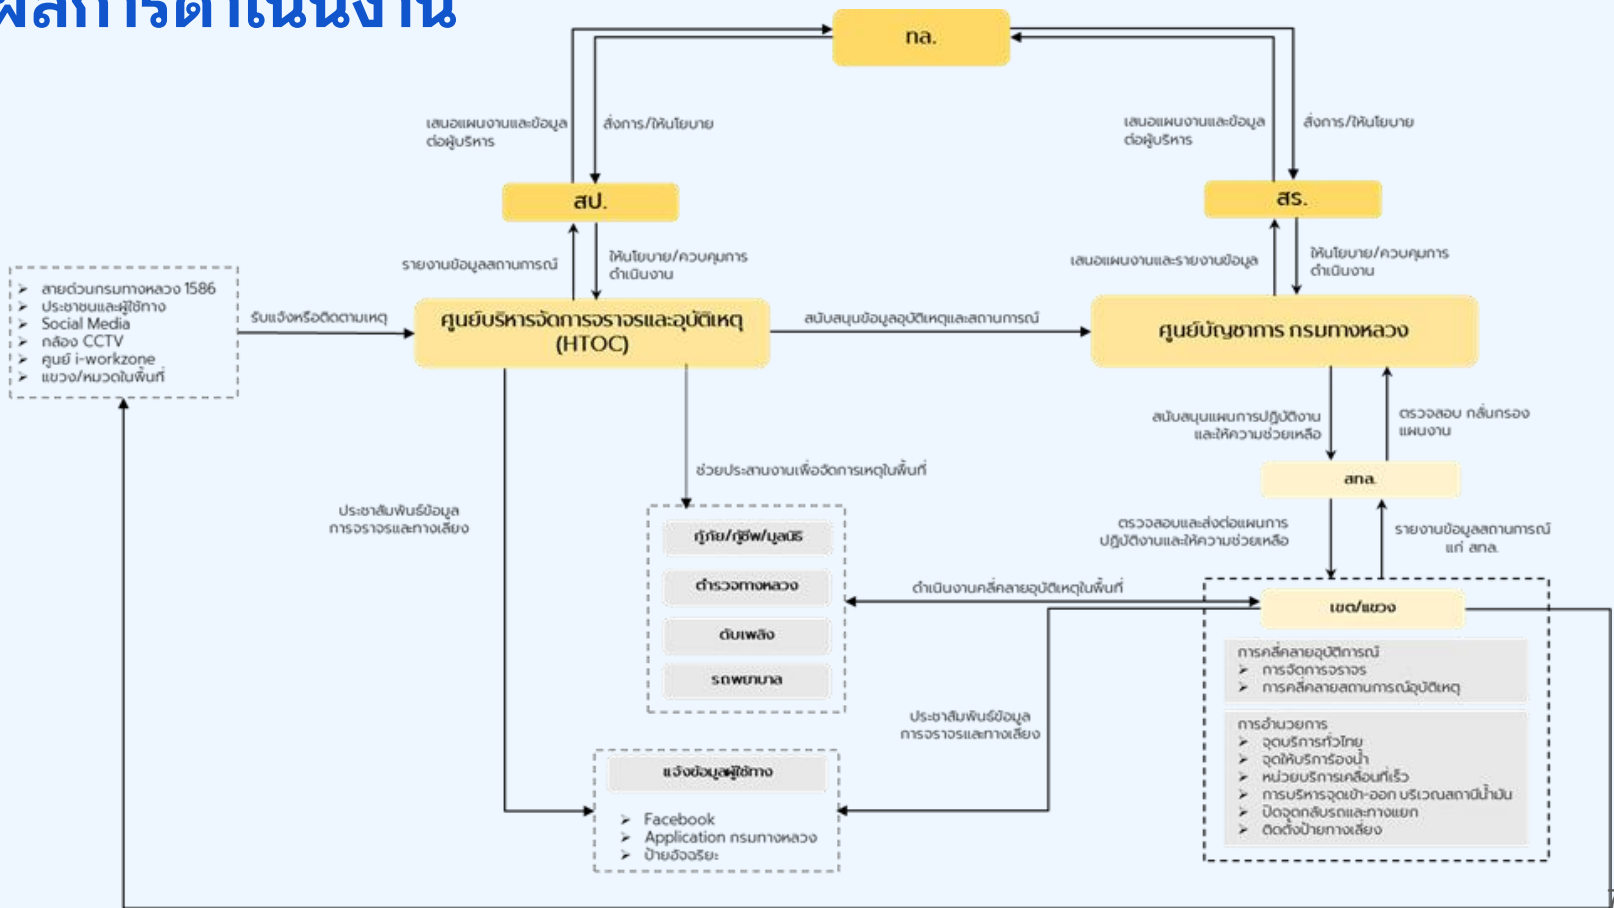 ผลการดำเนินงาน
ทล.
เสนอแผนงานและข้อมูล
ต่อผู้บริหาร
สั่งการ/ให้นโยบาย
เสนอแผนงานและข้อมูล
ต่อผู้บริหาร
สั่งการ/ให้นโยบาย
สป.
สร.
รายงานข้อมูลสถานการณ์
ให้นโยบาย/ควบคุมการ
ดำเนินงาน
เสนอแผนงานและรายงานข้อมูล
ให้นโยบาย/ควบคุมการ
ดำเนินงาน
➢ สายด่วนกรมทางหลวง 1586
➢ ประชาชนและผู้ใช้ทาง
➢ Social Media
➢ กล้อง CCTV
➢ ศูนย์ i-workzone
➢ แขวง/หมวดในพื้นที่
รับแจ้งหรือติดตามเหตุ
ศูนย์บริหารจัดการจราจรและอุบัติเหตุ
(HTOC)
สนับสนุนข้อมูลอุบัติเหตุและสถานการณ์
ศูนย์บัญชาการ กรมทางหลวง
สนับสนุนแผนการปฏิบัติงาน
และให้ความช่วยเหลือ
ตรวจสอบ กลั่นกรอง
แผนงาน
ช่วยประสานงานเพื่อจัดการเหตุในพื้นที่
สทล.
ประชาสัมพันธ์ข้อมูล
การจราจรและทางเลี่ยง
ตรวจสอบและส่งต่อแผนการ
ปฏิบัติงานและให้ความช่วยเหลือ
รายงานข้อมูลสถานการณ์
แก่ สทล.
กู้ภัย/กู้ชีพ/มูลนิธิ
ตำรวจทางหลวง
ดับเพลิง
รถพยาบาล
ดำเนินงานคลี่คลายอุบัติเหตุในพื้นที่
เขต/แขวง
การคลี่คลายอุบัติการณ์
➢ การจัดการจราจร
➢ การคลี่คลายสถานการณ์อุบัติเหตุ
ประชาสัมพันธ์ข้อมูล
การจราจรและทางเลี่ยง
การอำนวยการ
➢ จุดบริการทั่วไทย
➢ จุดให้บริการ้องน้ำ
➢ หน่วยบริการเคลื่อนที่เร็ว
➢ การบริหารจุดเข้า-ออก บริเวณสถานีน้ำมัน
➢ ปิดจุดกลับรถและทางแยก
➢ ติดตั้งป้ายทางเลี่ยง
แจ้งข้อมูลผู้ใช้ทาง
➢ Facebook
➢ Application กรมทางหลวง
➢ ป้ายอัจฉริยะ